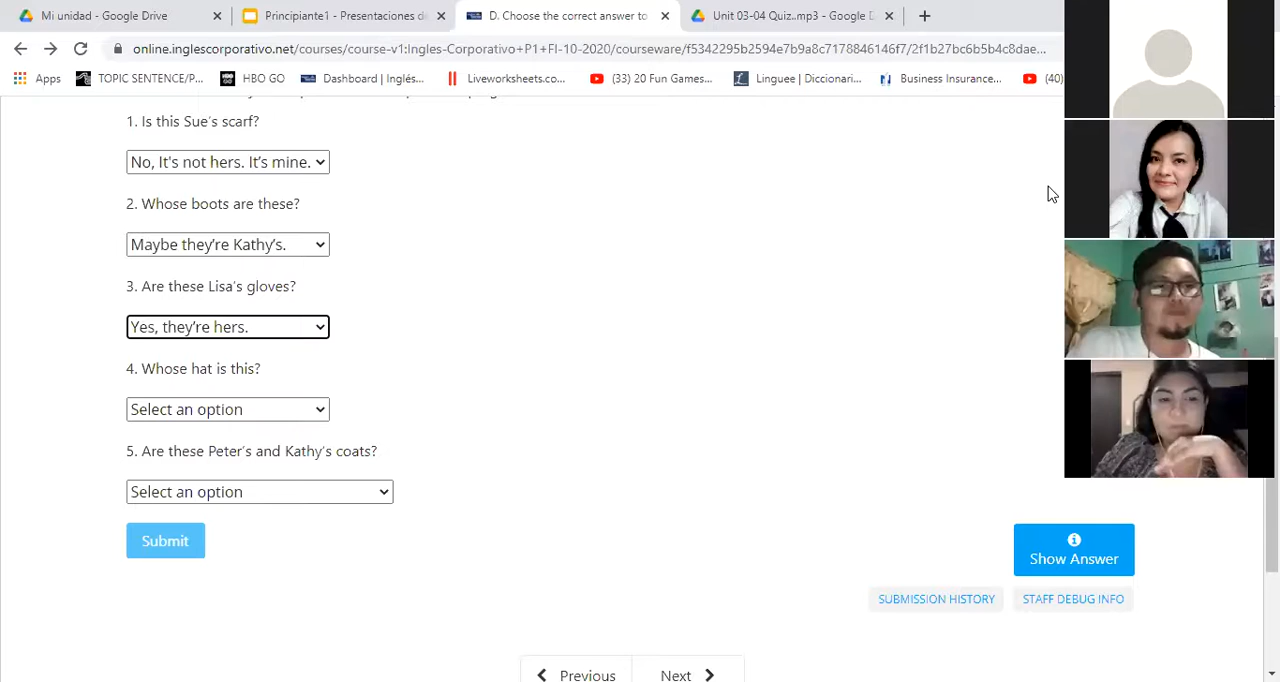 Mi unidad - Google Drive
Principiante1 - Presentaciones de
D. Choose the correct answer to
Unit 03-04 Quiz..mp3 - Google D
online.inglescorporativo.net/courses/course-v1:Ingles-Corporativo+P1+FI-10-2020/courseware/f5342295b2594e7b9a8c7178846146f7/2f1b27bc6b5b4c8dae...
Apps
TOPIC SENTENCE/P...
HBO GO
Dashboard | Inglés...
Liveworksheets.co...
(33) 20 Fun Games...
Linguee | Diccionari...
Business Insurance...
(40)
1. Is this Sue's scarf?
No, It's not hers. It's mine.
2. Whose boots are these?
Maybe they're Kathy's.
3. Are these Lisa's gloves?
Yes, they're hers.
4. Whose hat is this?
Select an option
5. Are these Peter's and Kathy's coats?
Select an option
Submit
Show Answer
SUBMISSION HISTORY
STAFF DEBUG INFO
Previous
Next